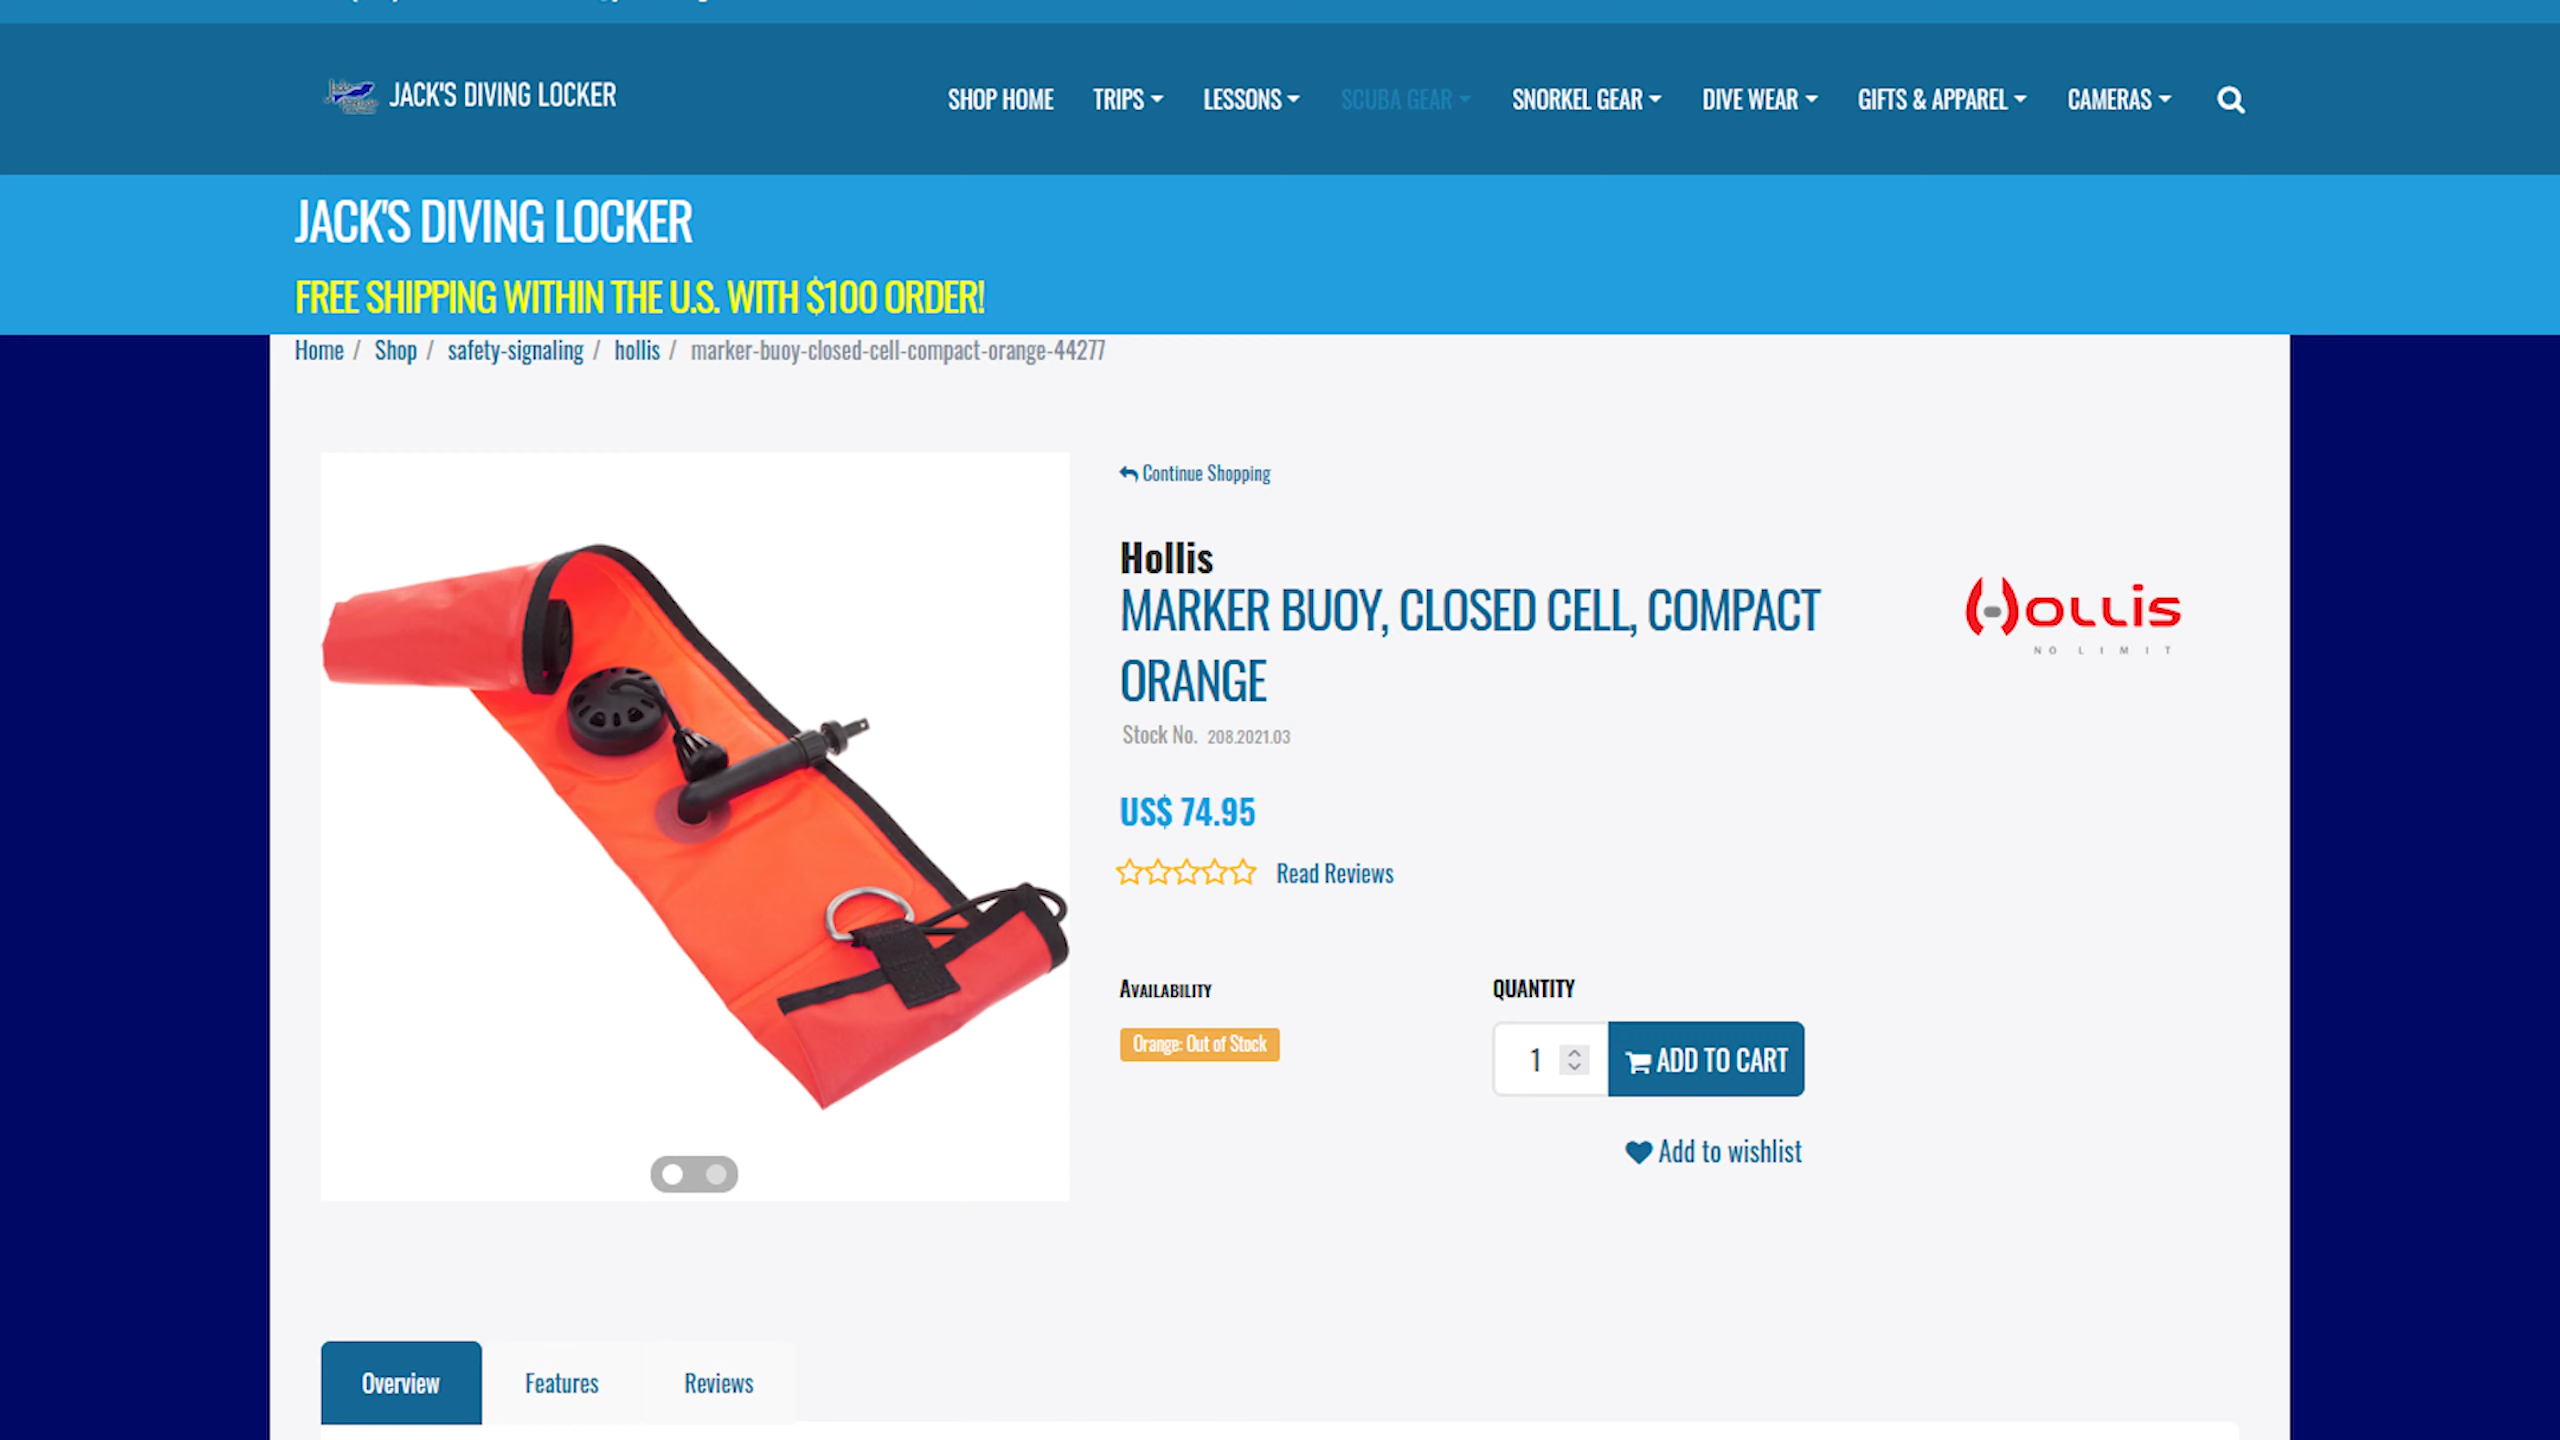 JACK'S DIVING LOCKER
SHOP HOME TRIPS LESSONS SCUBA GEAR SNORKEL GEAR DIVE WEAR GIFTS & APPAREL CAMERAS
JACK'S DIVING LOCKER
FREE SHIPPING WITHIN THE U.S. WITH $100 ORDER!
Home / Shop / safety-signaling / hollis / marker-buoy-closed-cell-compact-orange-44277
Continue Shopping
Hollis
MARKER BUOY, CLOSED CELL, COMPACT
ORANGE
HOLLIS
NO LIMIT
Stock No. 208.2021.03
US$ 74.95
Read Reviews
AVAILABILITY
QUANTITY
Orange: Out of Stock
1
ADD TO CART
Add to wishlist
Overview Features Reviews